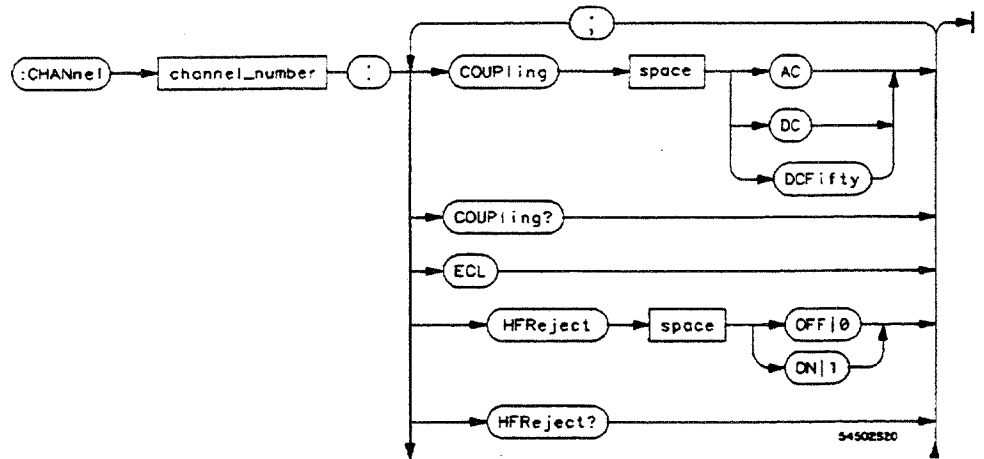 ;
:CHANnel channel_number : COUPling space AC
DC
DCFifty
COUPling?
ECL
HFReject space OFF|0
ON|1
HFReject?
54502S20